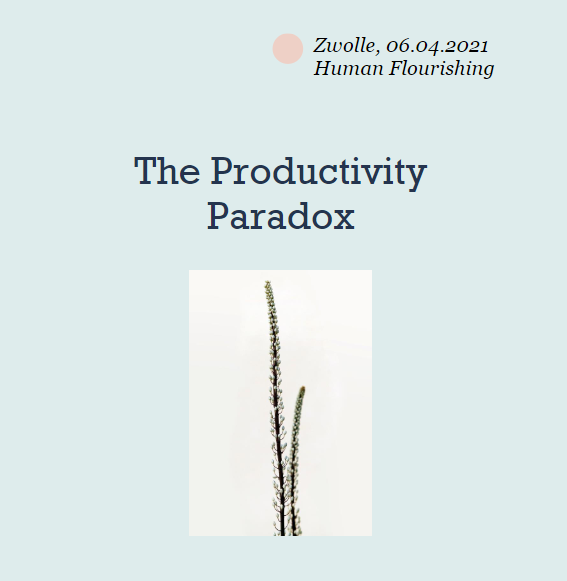 Zwolle, 06.04.2021
Human Flourishing
The Productivity
Paradox